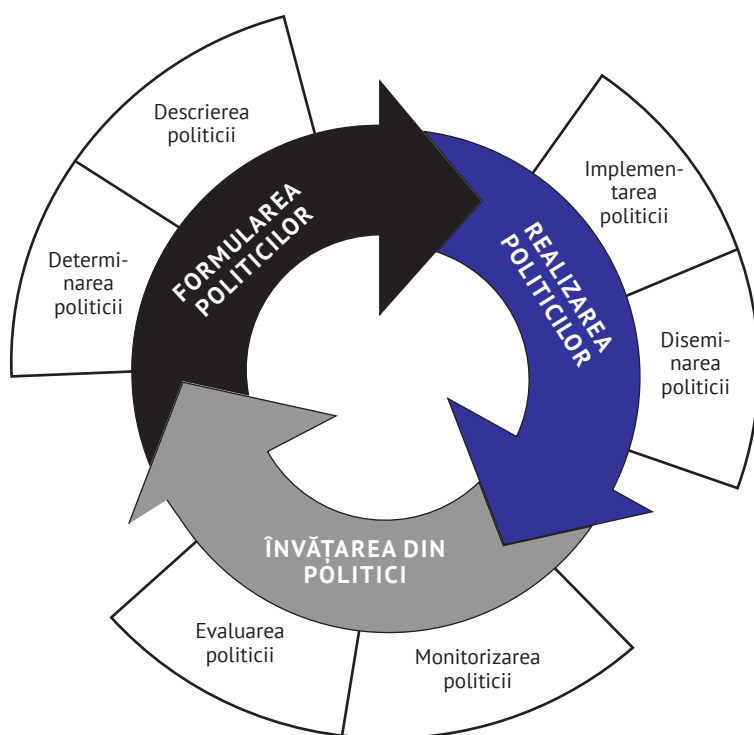 Descrierea
politicii
Determi-
narea
politicii
FORMULAREA
POLITICILOR
REALIZAREA
POLITICILOR
Implemen-
tarea
politicii
Disemi-
narea
politicii
ÎNVĂȚAREA DIN
POLITICI
Evaluarea
politicii
Monitorizarea
politicii